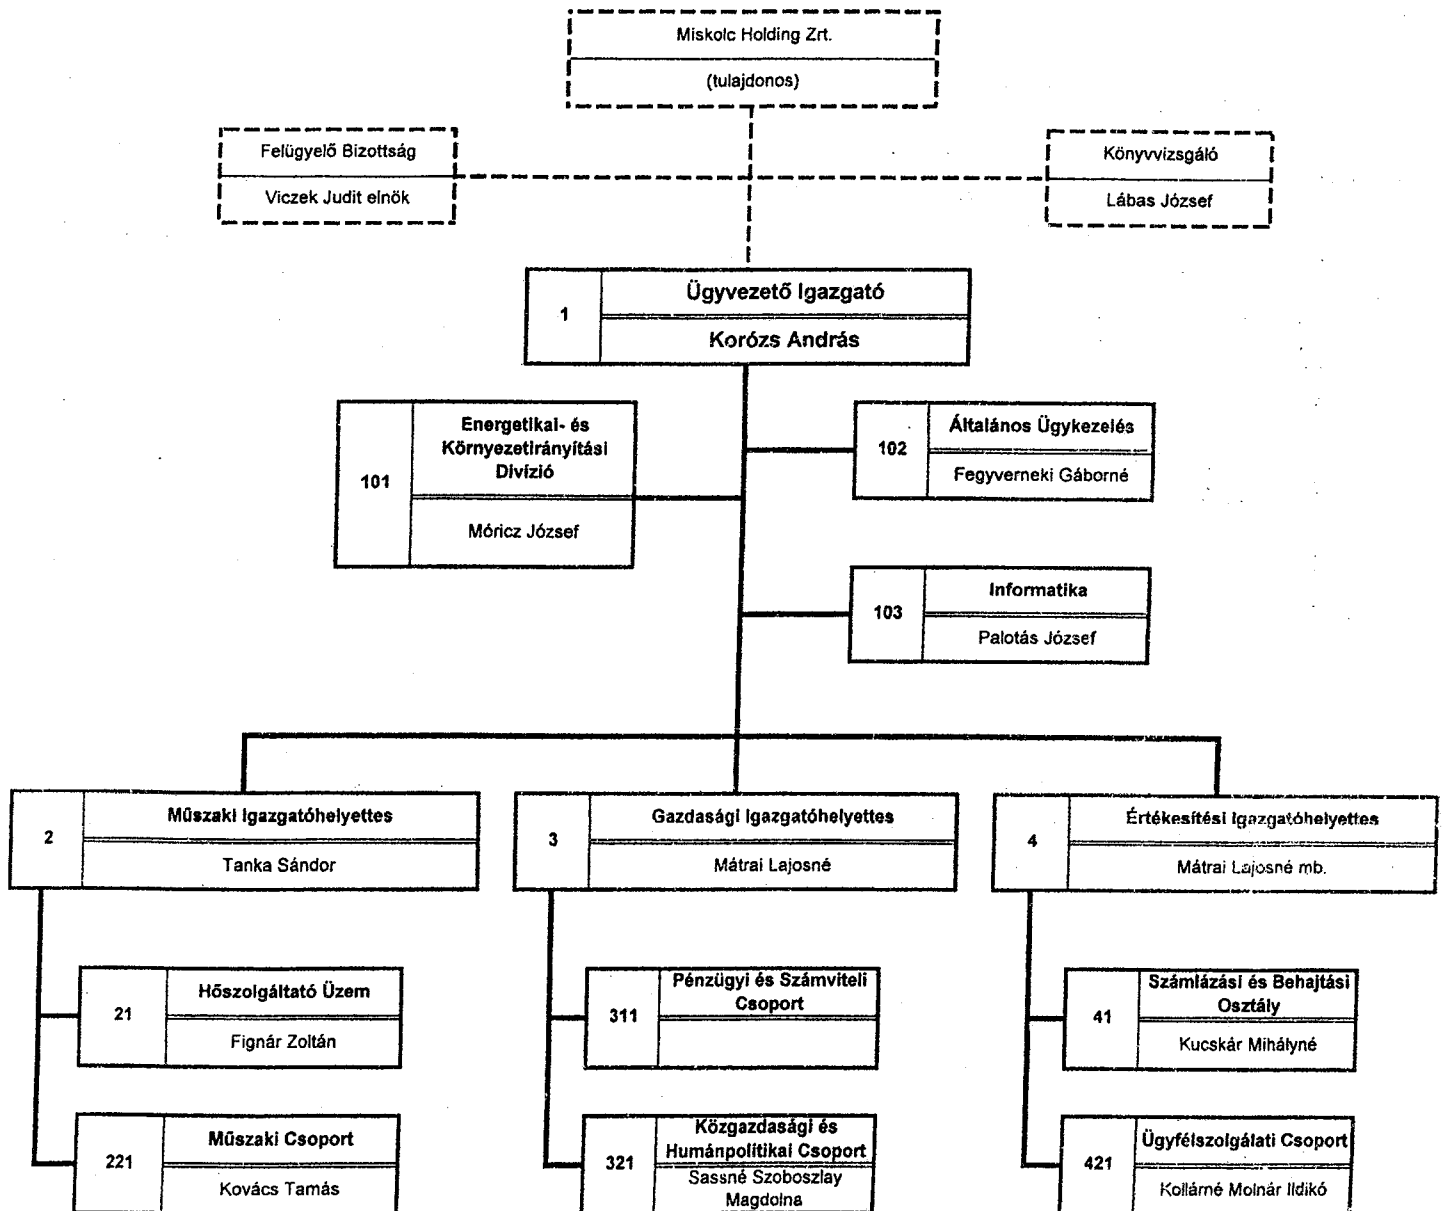 Miskolc Holding Zrt.
(tulajdonos)
Felügyelő Bizottság
Viczek Judit elnök
Könyvvizsgáló
Lábas József
1
Ügyvezető Igazgató
Korózs András
101
Energetikai- és
Környezetirányítási
Divízió
Móricz József
102
Általános Ügykezelés
Fegyverneki Gáborné
103
Informatika
Palotás József
2
Műszaki Igazgatóhelyettes
Tanka Sándor
3
Gazdasági Igazgatóhelyettes
Mátrai Lajosné
4
Értékesítési Igazgatóhelyettes
Mátrai Lajosné mb.
21
Hőszolgáltató Üzem
Fignár Zoltán
311
Pénzügyi és Számviteli
Csoport
41
Számlázási és Behajtási
Osztály
Kucskár Mihályné
221
Műszaki Csoport
Kovács Tamás
321
Közgazdasági és
Humánpolitikai Csoport
Sassné Szoboszlay
Magdolna
421
Ügyfélszolgálati Csoport
Kollárné Molnár Ildikó